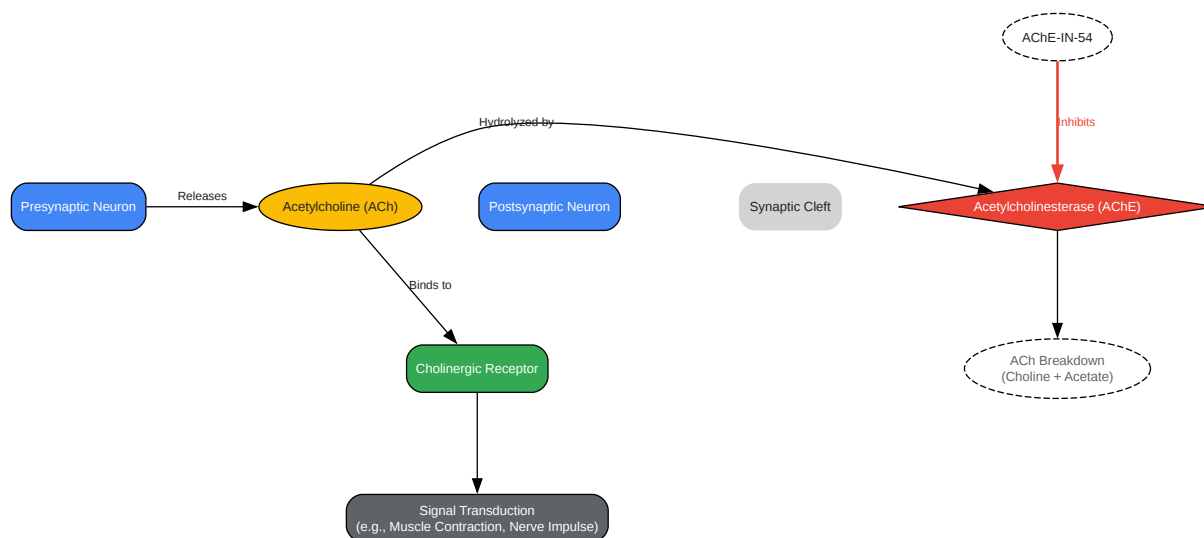 AChE-IN-54
Hydrolyzed by
Inhibits
Presynaptic Neuron
Releases
Acetylcholine (ACh)
Postsynaptic Neuron
Synaptic Cleft
Acetylcholinesterase (AChE)
Binds to
Cholinergic Receptor
ACh Breakdown
(Choline + Acetate)
Signal Transduction
(e.g., Muscle Contraction, Nerve Impulse)